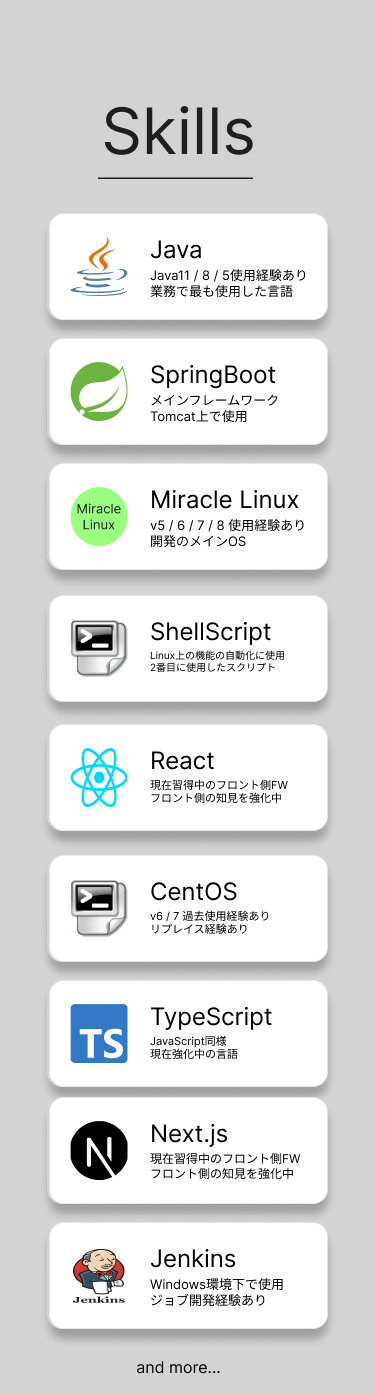 Skills
Java
Java11 / 8 / 5使用経験あり
業務で最も使用した言語
SpringBoot
メインフレームワーク
Tomcat上で使用
Miracle
Linux
Miracle Linux
v5 / 6 / 7 / 8 使用経験あり
開発のメインOS
ShellScript
Linux上の機能の自動化に使用
2番目に使用したスクリプト
React
現在習得中のフロント側FW
フロント側の知見を強化中
CentOS
v6 / 7 過去使用経験あり
リプレイス経験あり
TS
TypeScript
JavaScript同様
現在強化中の言語
N
Next.js
現在習得中のフロント側FW
フロント側の知見を強化中
Jenkins
Jenkins
Windows環境下で使用
ジョブ開発経験あり
and more...